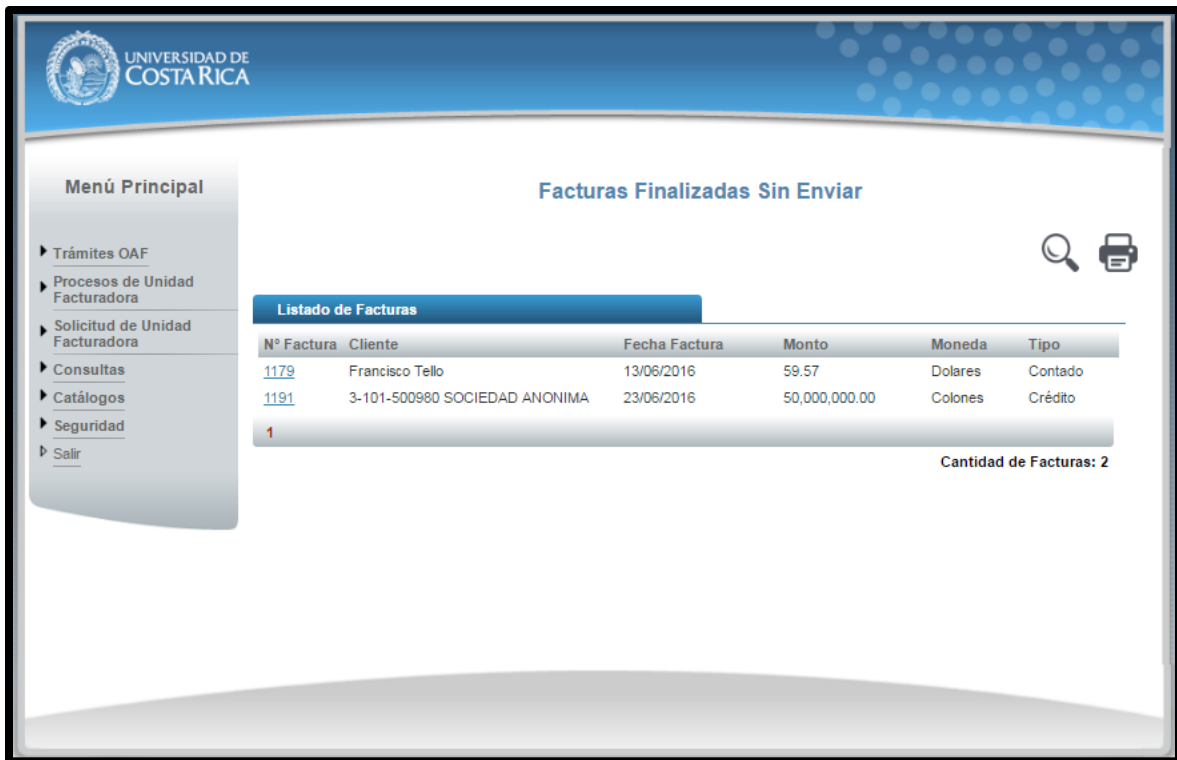 UNIVERSIDAD DE
COSTA RICA
Menú Principal
Facturas Finalizadas Sin Enviar
Trámites OAF
Procesos de Unidad
Facturadora
Solicitud de Unidad
Facturadora
Consultas
Catálogos
Seguridad
Salir
Listado de Facturas
Nº Factura Cliente Fecha Factura Monto Moneda Tipo
1179 Francisco Tello 13/06/2016 59.57 Dolares Contado
1191 3-101-500980 SOCIEDAD ANONIMA 23/06/2016 50,000,000.00 Colones Crédito
1
Cantidad de Facturas: 2